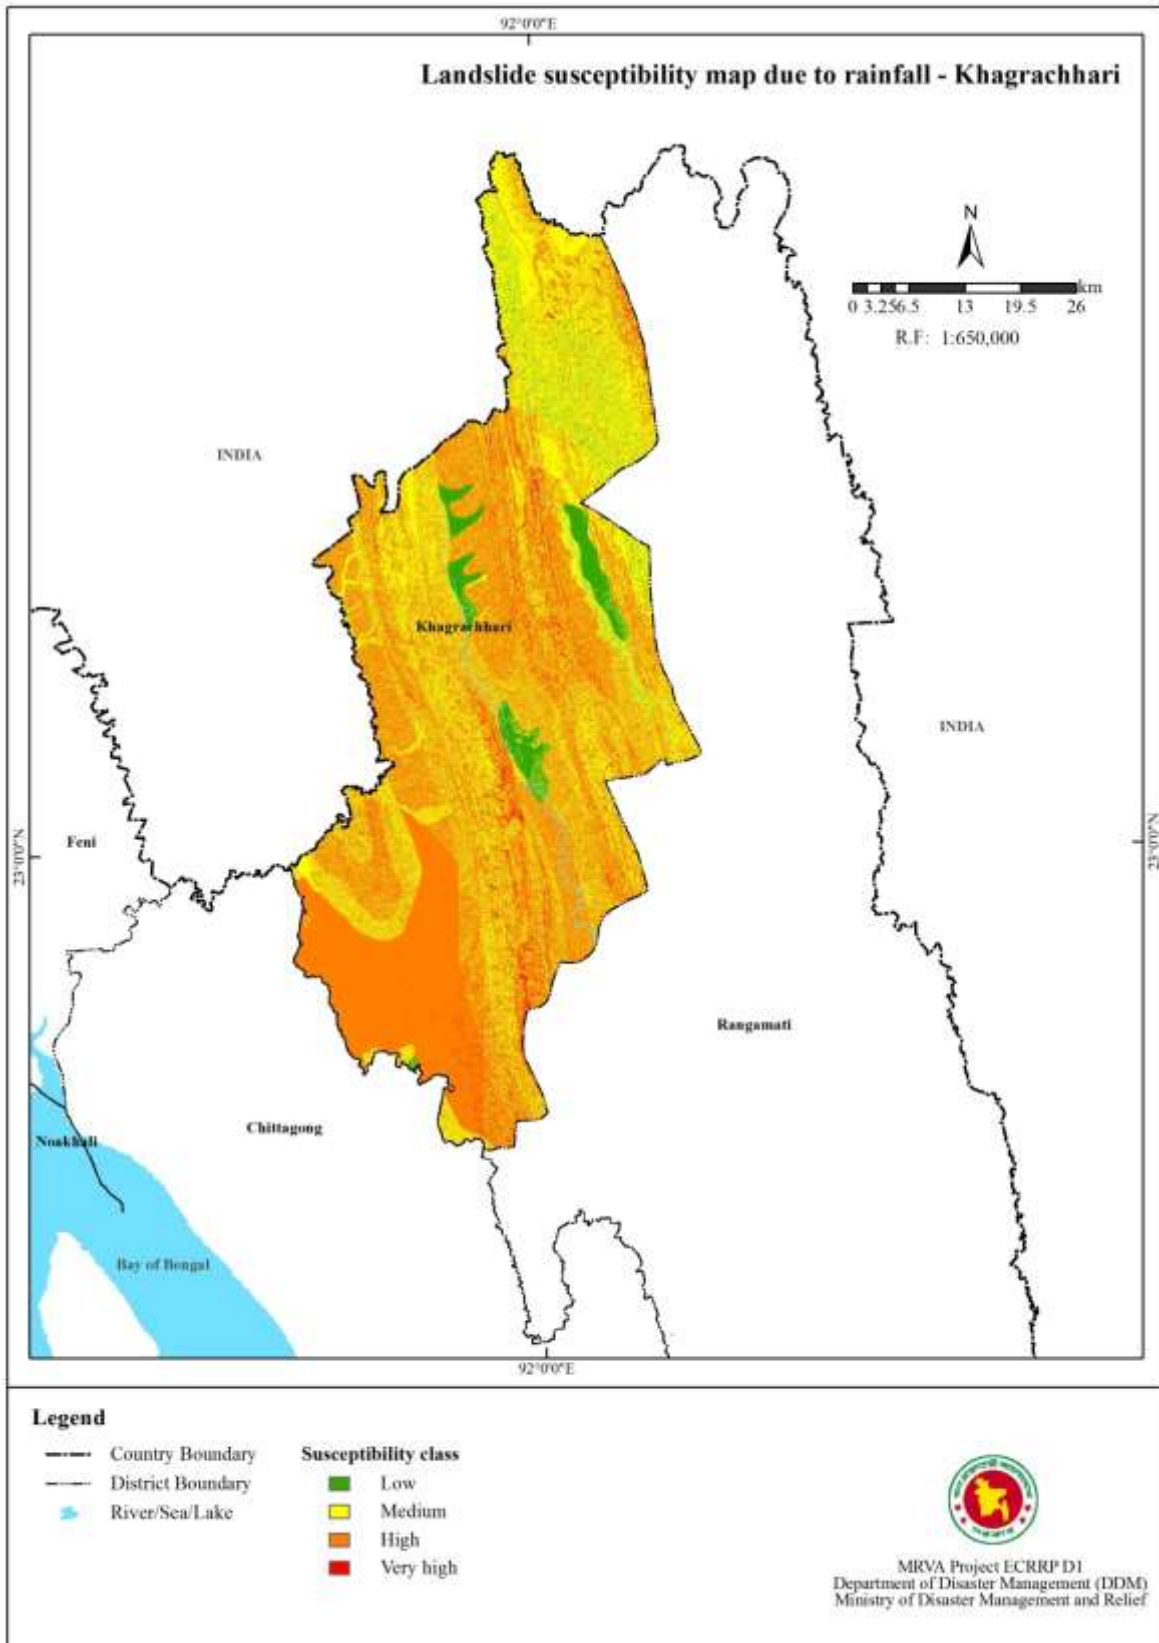 92°0'0"E
Landslide susceptibility map due to rainfall - Khagrachhari
N
km
0 3.25 6.5 13 19.5 26
R.F: 1:650,000
INDIA
Khagrachhari
INDIA
Feni
23°0'0"N
23°0'0"N
Rangamati
Chittagong
Noakhali
Bay of Bengal
92°0'0"E
Legend
Country Boundary
District Boundary
River/Sea/Lake
Susceptibility class
Low
Medium
High
Very high
MRVA Project ECRRP D1
Department of Disaster Management (DDM)
Ministry of Disaster Management and Relief